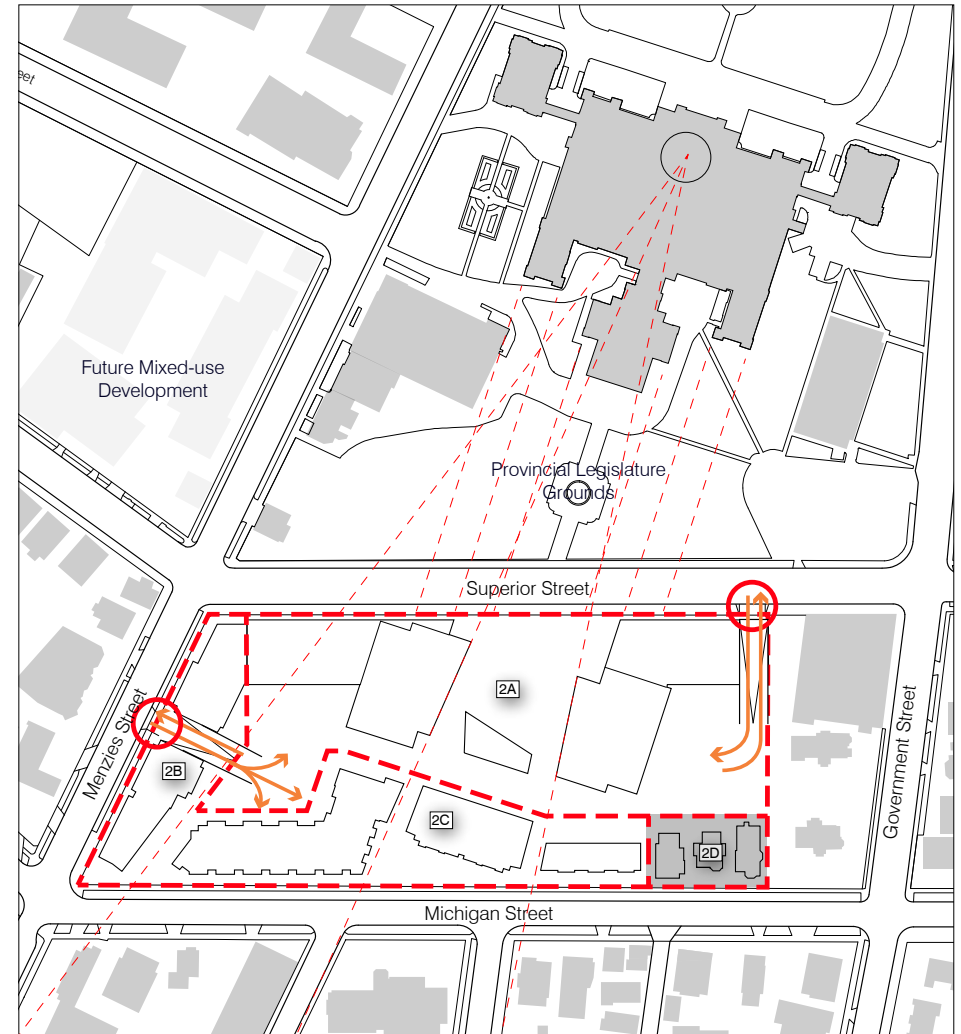 eet
Future Mixed-use
Development
Provincial Legislature
Grounds
Superior Street
2A
Menzies Street
2B
2C
2D
Government Street
Michigan Street